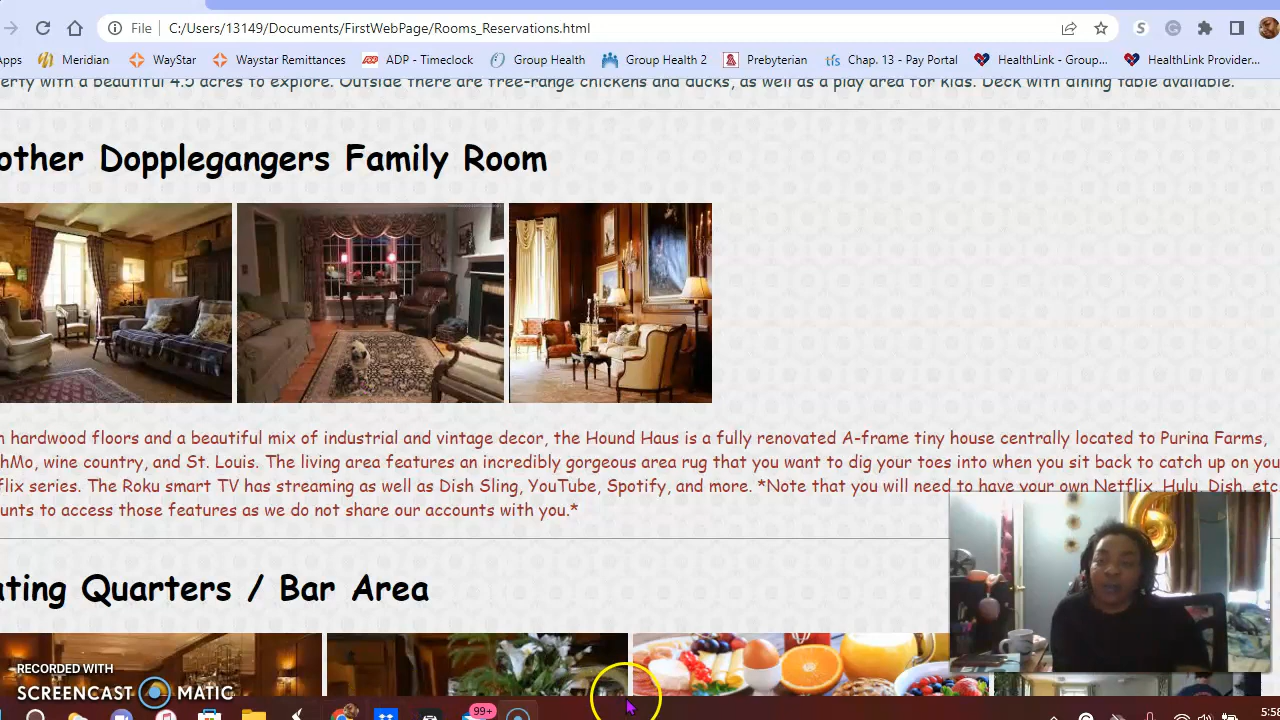 File C:/Users/13149/Documents/FirstWebPage/Rooms_Reservations.html
Apps Meridian WayStar Waystar Remittances ADP - Timeclock Group Health Group Health 2 Prebyterian Chap. 13 - Pay Portal HealthLink - Group... HealthLink Provider...
erty with a beautiful 4.5 acres to explore. Outside there are free-range chickens and ducks, as well as a play area for kids. Deck with dining table available.
other Dopplegangers Family Room
h hardwood floors and a beautiful mix of industrial and vintage decor, the Hound Haus is a fully renovated A-frame tiny house centrally located to Purina Farms,
hMo, wine country, and St. Louis. The living area features an incredibly gorgeous area rug that you want to dig your toes into when you sit back to catch up on you
flix series. The Roku smart TV has streaming as well as Dish Sling, YouTube, Spotify, and more. *Note that you will need to have your own Netflix, Hulu, Dish, etc
unts to access those features as we do not share our accounts with you.*
ating Quarters / Bar Area
RECORDED WITH
SCREENCAST MATIC
99+
5:58